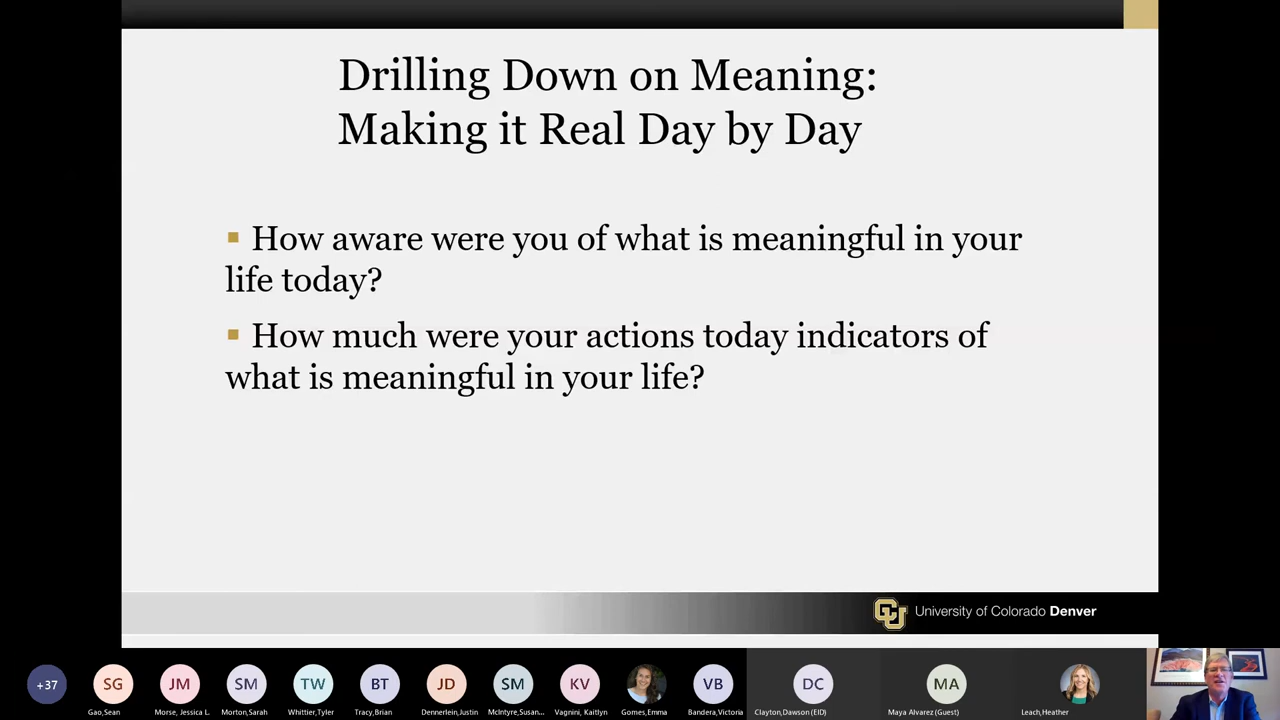 Drilling Down on Meaning:
Making it Real Day by Day
▪ How aware were you of what is meaningful in your
life today?
▪ How much were your actions today indicators of
what is meaningful in your life?
CU University of Colorado Denver
+37
SG
JM
SM
TW
BT
JD
SM
KV
VB
DC
MA
Gao,Sean
Morse, Jessica L.
Morton,Sarah
Whittier,Tyler
Tracy,Brian
Dennerlein,Justin
McIntyre,Susan...
Vagnini, Kaitlyn
Gomes,Emma
Bandera,Victoria
Clayton,Dawson (EID)
Maya Alvarez (Guest)
Leach,Heather